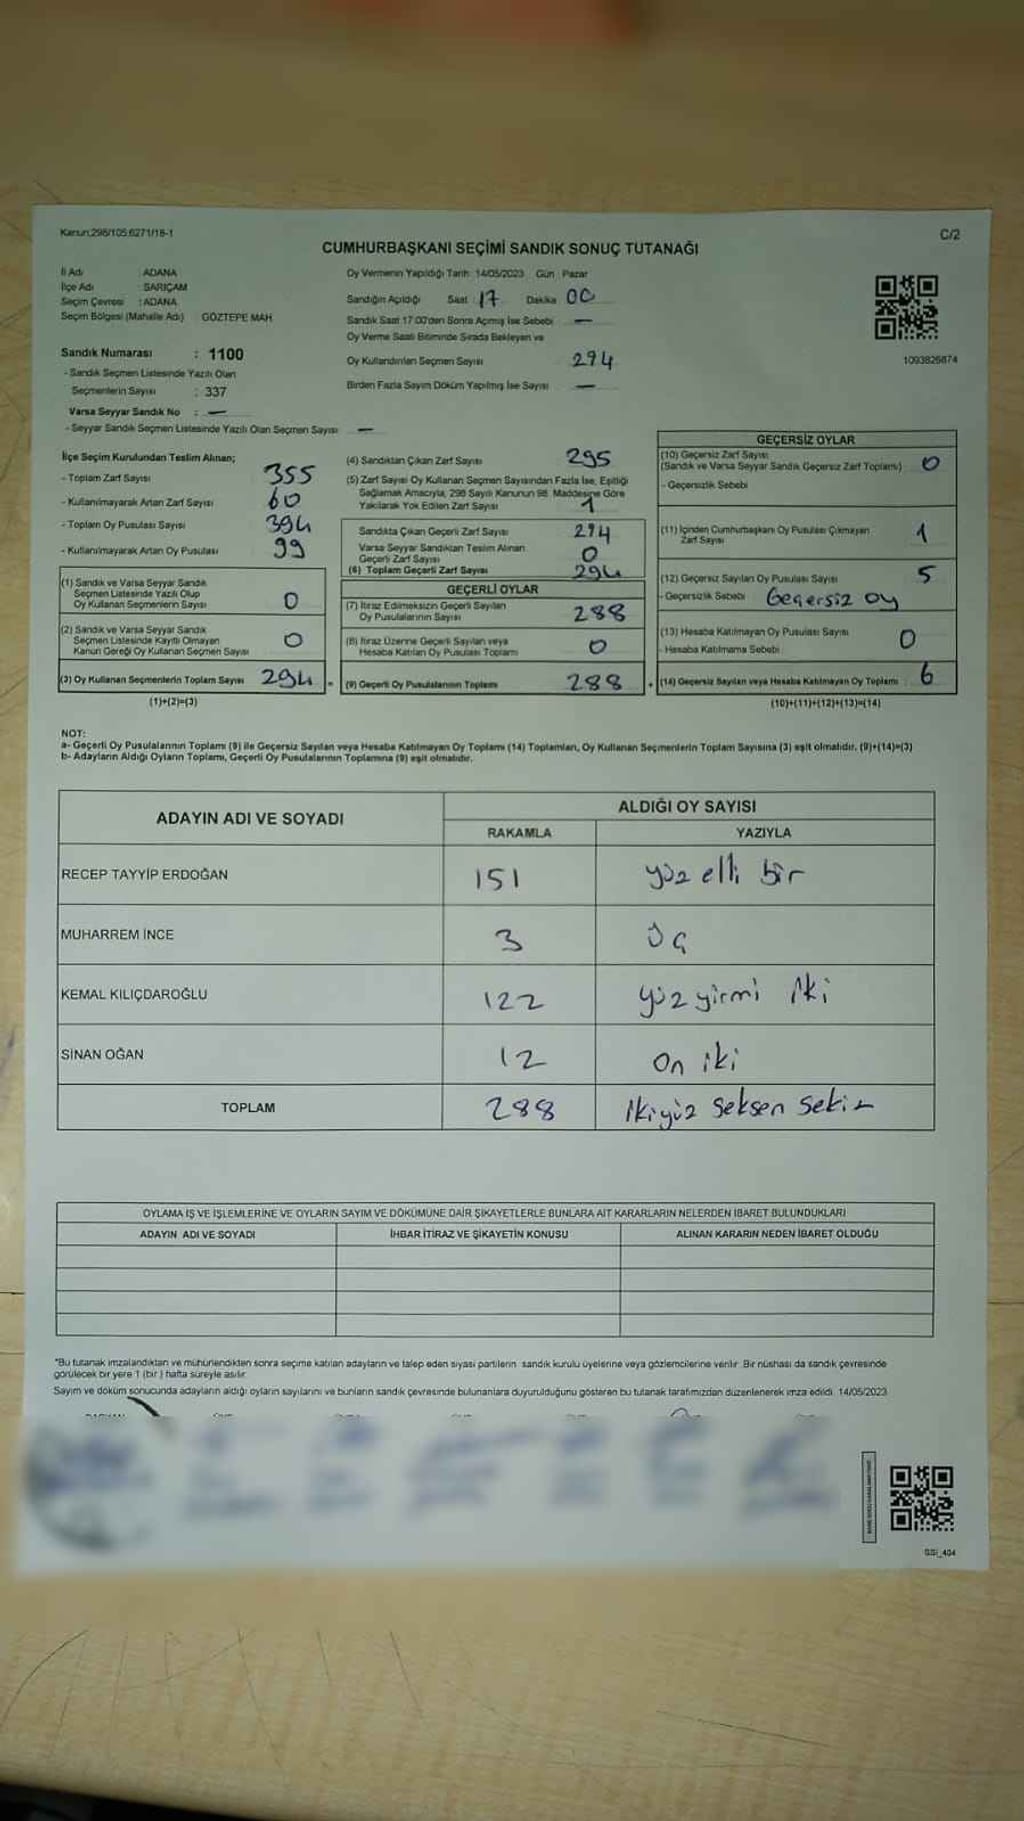 Kanun:298/105:6271/18-1
C/2
CUMHURBAŞKANI SEÇİMİ SANDIK SONUÇ TUTANAĞI
İl Adı : ADANA
İlçe Adı : SARIÇAM
Seçim Çevresi : ADANA
Seçim Bölgesi (Mahalle Adı) GÖZTEPE MAH.
Sandık Numarası : 1100
- Sandık Seçmen Listesinde Yazılı Olan
Seçmenlerin Sayısı : 337
Varsa Seyyar Sandık No : —
- Seyyar Sandık Seçmen Listesinde Yazılı Olan Seçmen Sayısı —
Oy Vermenin Yapıldığı Tarih: 14/05/2023 Gün : Pazar
Sandığın Açıldığı Saat : 17 Dakika 00
Sandık Saat 17:00'den Sonra Açmış İse Sebebi —
Oy Verme Saati Bitiminde Sırada Bekleyen ve
Oy Kullandırılan Seçmen Sayısı 294
Birden Fazla Sayım Döküm Yapılmış İse Sayısı —
1093826874
İlçe Seçim Kurulundan Teslim Alınan;
- Toplam Zarf Sayısı 355
- Kullanılmayarak Artan Zarf Sayısı 60
- Toplam Oy Pusulası Sayısı 394
- Kullanılmayarak Artan Oy Pusulası 99
(1) Sandık ve Varsa Seyyar Sandık
Seçmen Listesinde Yazılı Olup
Oy Kullanan Seçmenlerin Sayısı 0
(2) Sandık ve Varsa Seyyar Sandık
Seçmen Listesinde Kayıtlı Olmayan
Kanun Gereği Oy Kullanan Seçmen Sayısı 0
(3) Oy Kullanan Seçmenlerin Toplam Sayısı 294 =
(1)+(2)=(3)
(4) Sandıktan Çıkan Zarf Sayısı 295
(5) Zarf Sayısı Oy Kullanan Seçmen Sayısından Fazla İse, Eşitliği
Sağlamak Amacıyla, 298 Sayılı Kanunun 98. Maddesine Göre
Yakılarak Yok Edilen Zarf Sayısı 1
Sandıkta Çıkan Geçerli Zarf Sayısı 294
Varsa Seyyar Sandıktan Teslim Alınan
Geçerli Zarf Sayısı 0
(6) Toplam Geçerli Zarf Sayısı 294
GEÇERLİ OYLAR
(7) İtiraz Edilmeksizin Geçerli Sayılan
Oy Pusulalarının Sayısı 288
(8) İtiraz Üzerine Geçerli Sayılan veya
Hesaba Katılan Oy Pusulası Toplamı 0
(9) Geçerli Oy Pusulalarının Toplamı 288 +
GEÇERSİZ OYLAR
(10) Geçersiz Zarf Sayısı
(Sandık ve Varsa Seyyar Sandık Geçersiz Zarf Toplamı) 0
- Geçersizlik Sebebi
(11) İçinden Cumhurbaşkanı Oy Pusulası Çıkmayan
Zarf Sayısı 1
(12) Geçersiz Sayılan Oy Pusulası Sayısı 5
- Geçersizlik Sebebi Geçersiz oy
(13) Hesaba Katılmayan Oy Pusulası Sayısı 0
- Hesaba Katılmama Sebebi
(14) Geçersiz Sayılan veya Hesaba Katılmayan Oy Toplamı : 6
(10)+(11)+(12)+(13)=(14)
NOT:
a- Geçerli Oy Pusulalarının Toplamı (9) ile Geçersiz Sayılan veya Hesaba Katılmayan Oy Toplamı (14) Toplamları, Oy Kullanan Seçmenlerin Toplam Sayısına (3) eşit olmalıdır. (9)+(14)=(3)
b- Adayların Aldığı Oyların Toplamı, Geçerli Oy Pusulalarının Toplamına (9) eşit olmalıdır.
ADAYIN ADI VE SOYADI
ALDIĞI OY SAYISI
RAKAMLA YAZIYLA
RECEP TAYYİP ERDOĞAN 151 yüz elli bir
MUHARREM İNCE 3 üç
KEMAL KILIÇDAROĞLU 122 yüz yirmi iki
SİNAN OĞAN 12 on iki
TOPLAM 288 ikiyüz seksen sekiz
OYLAMA İŞ VE İŞLEMLERİNE VE OYLARIN SAYIM VE DÖKÜMÜNE DAİR ŞİKAYETLERLE BUNLARA AİT KARARLARIN NELERDEN İBARET BULUNDUKLARI
ADAYIN ADI VE SOYADI İHBAR İTİRAZ VE ŞİKAYETİN KONUSU ALINAN KARARIN NEDEN İBARET OLDUĞU
*Bu tutanak imzalandıktan ve mühürlendikten sonra seçime katılan adayların ve talep eden siyasi partilerin sandık kurulu üyelerine veya gözlemcilerine verilir. Bir nüshası da sandık çevresinde
görülecek bir yere 1 (bir) hafta süreyle asılır.
Sayım ve döküm sonucunda adayların aldığı oyların sayılarını ve bunların sandık çevresinde bulunanlara duyurulduğunu gösteren bu tutanak tarafımızdan düzenlenerek imza edildi. 14/05/2023
SSİ_404